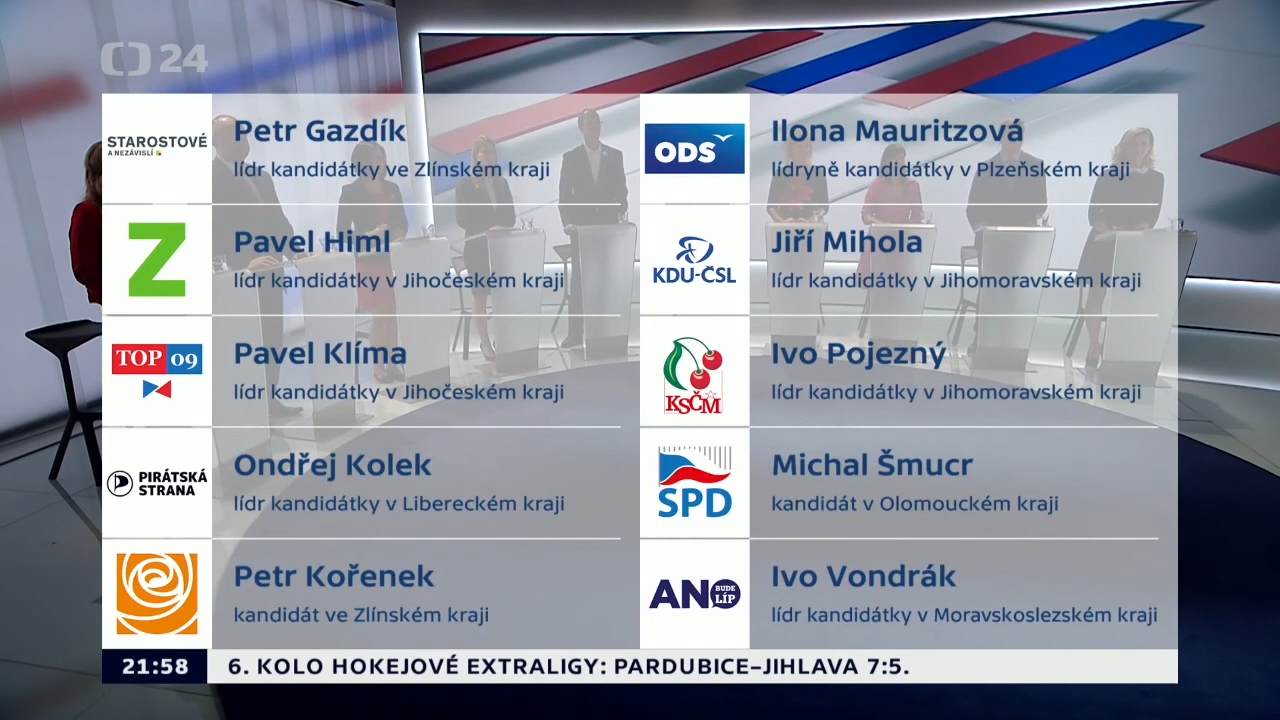 24
STAROSTOVÉ
A NEZÁVISLÍ
Petr Gazdík
lídr kandidátky ve Zlínském kraji
Z
Pavel Himl
lídr kandidátky v Jihočeském kraji
TOP 09
Pavel Klíma
lídr kandidátky v Jihočeském kraji
PIRÁTSKÁ
STRANA
Ondřej Kolek
lídr kandidátky v Libereckém kraji
Petr Kořenek
kandidát ve Zlínském kraji
ODS
Ilona Mauritzová
lídryně kandidátky v Plzeňském kraji
KDU-ČSL
Jiří Mihola
lídr kandidátky v Jihomoravském kraji
KSČM
Ivo Pojezný
lídr kandidátky v Jihomoravském kraji
SPD
Michal Šmucr
kandidát v Olomouckém kraji
ANO
BUDE
LÍP
Ivo Vondrák
lídr kandidátky v Moravskoslezském kraji
21:58 6. KOLO HOKEJOVÉ EXTRALIGY: PARDUBICE–JIHLAVA 7:5.